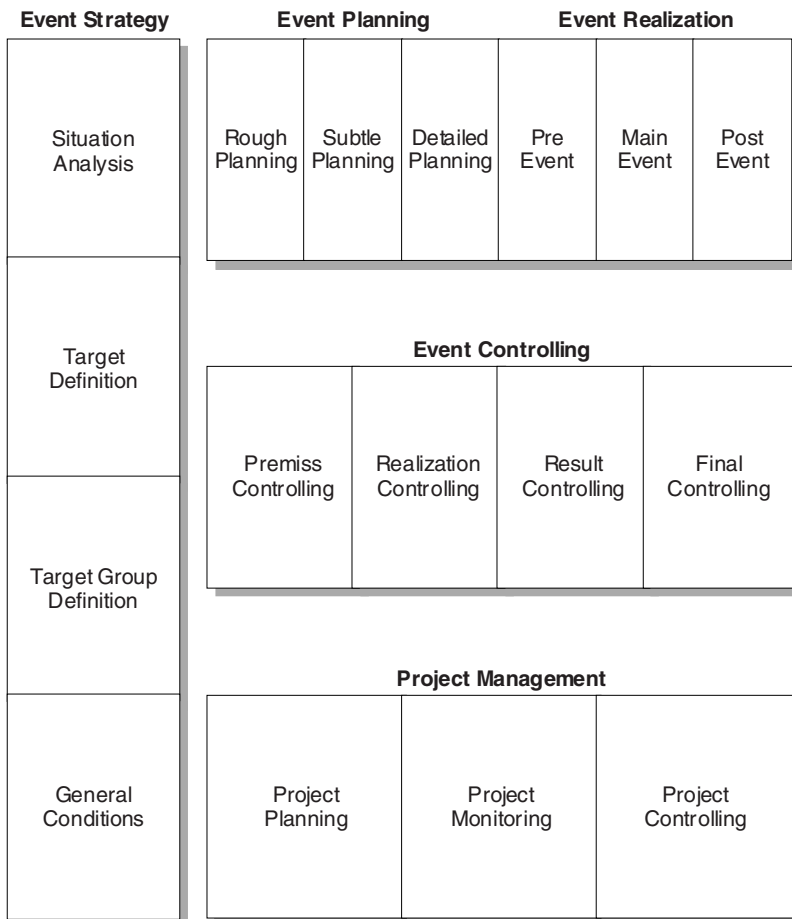 Event Strategy
Situation
Analysis
Target
Definition
Target Group
Definition
General
Conditions
Event Planning
Event Realization
Rough
Planning
Subtle
Planning
Detailed
Planning
Pre
Event
Main
Event
Post
Event
Event Controlling
Premiss
Controlling
Realization
Controlling
Result
Controlling
Final
Controlling
Project Management
Project
Planning
Project
Monitoring
Project
Controlling